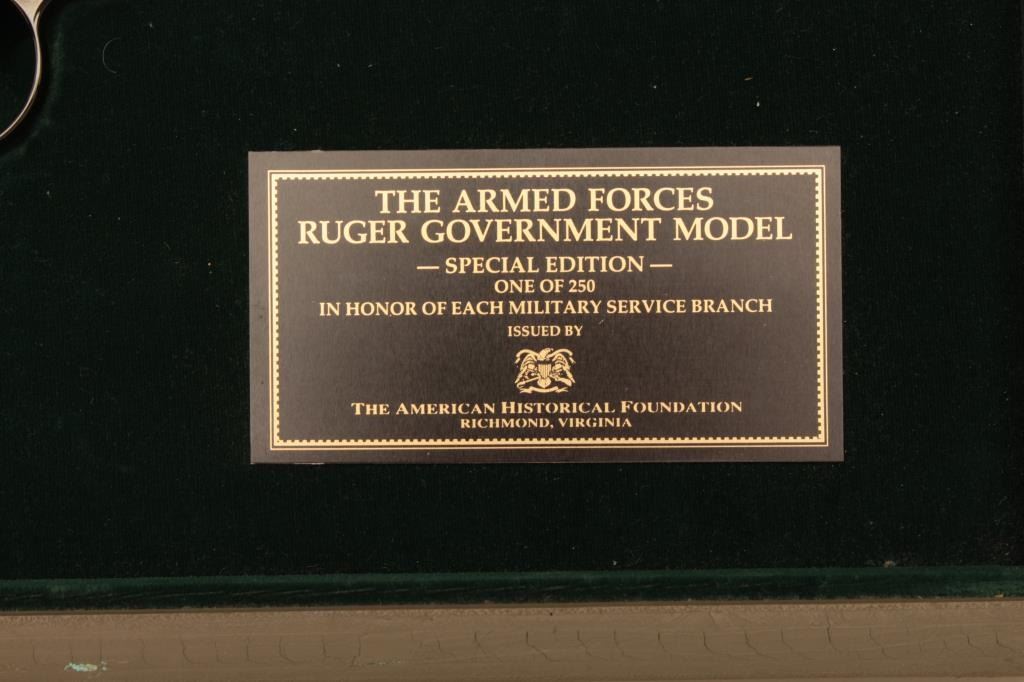 THE ARMED FORCES
RUGER GOVERNMENT MODEL
— SPECIAL EDITION —
ONE OF 250
IN HONOR OF EACH MILITARY SERVICE BRANCH
ISSUED BY
THE AMERICAN HISTORICAL FOUNDATION
RICHMOND, VIRGINIA